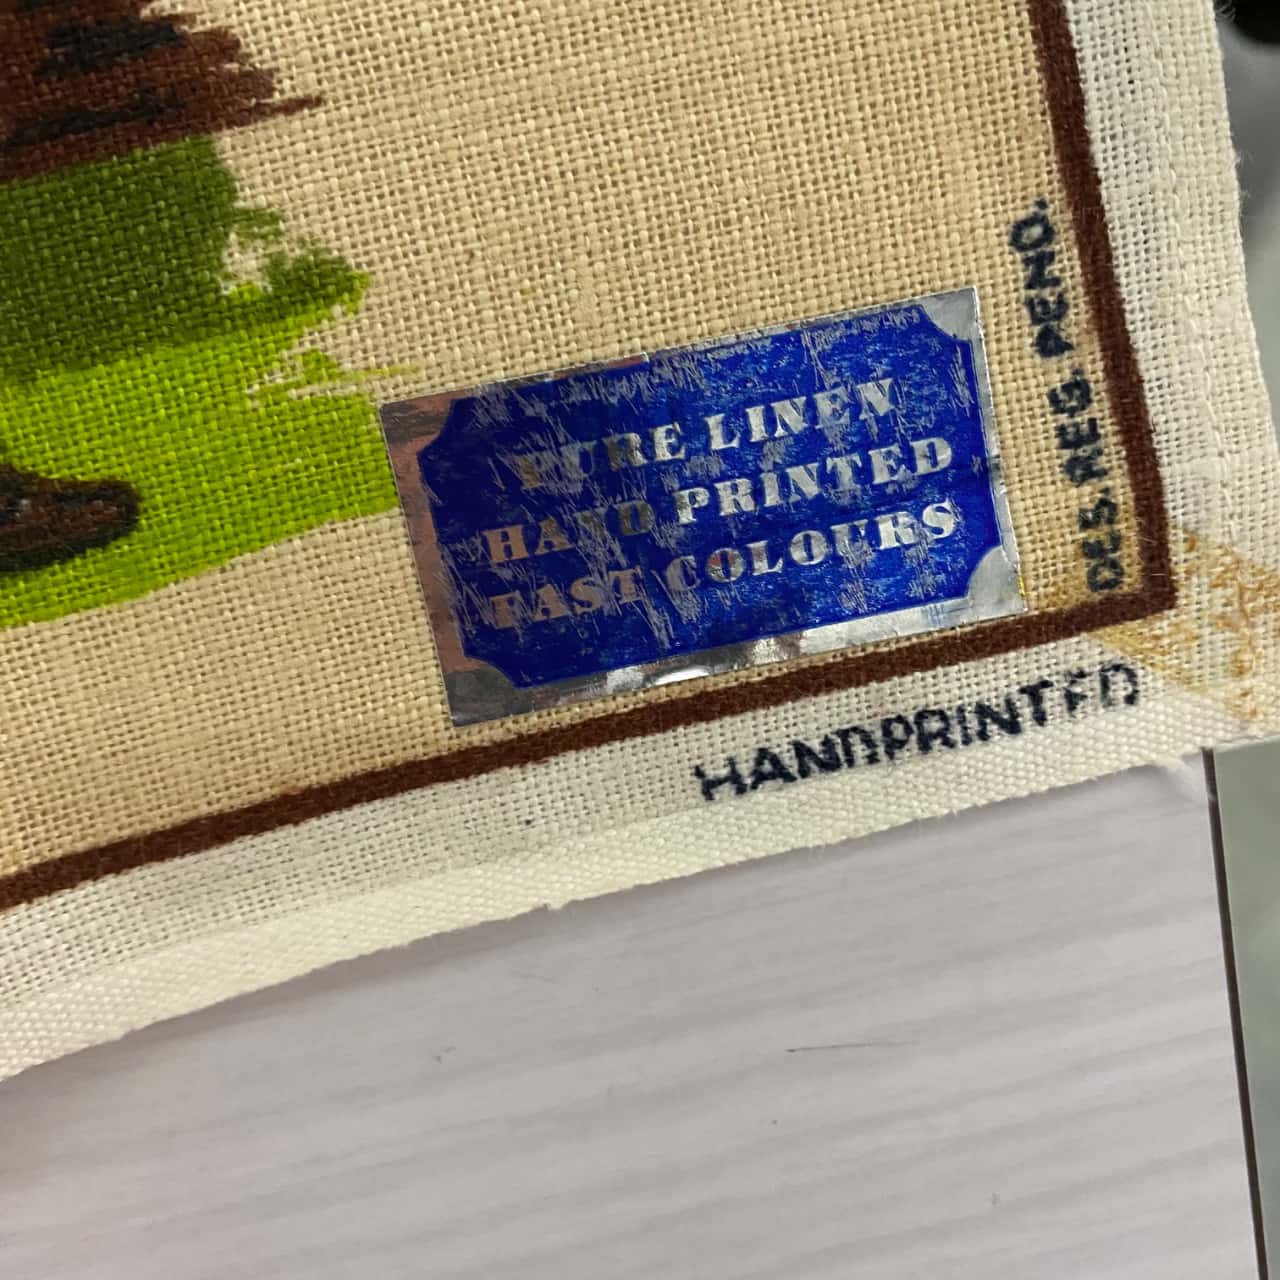 PURE LINEN
HAND PRINTED
FAST COLOURS
DES. REG. PEND.
HANDPRINTED